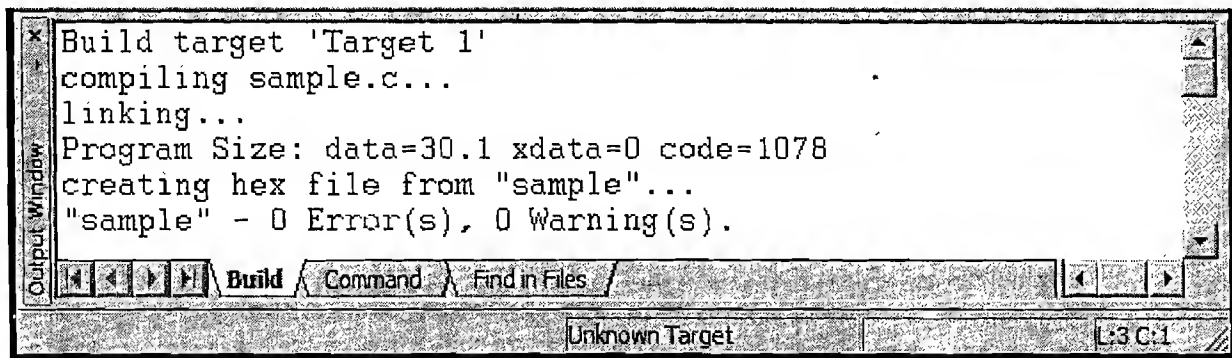 Build target 'Target 1'
compiling sample.c...
linking...
Program Size: data=30.1 xdata=0 code=1078
creating hex file from "sample"...
"sample" - 0 Error(s), 0 Warning(s).
Output Window
Build Command Find in Files
Unknown Target L:3 C:1